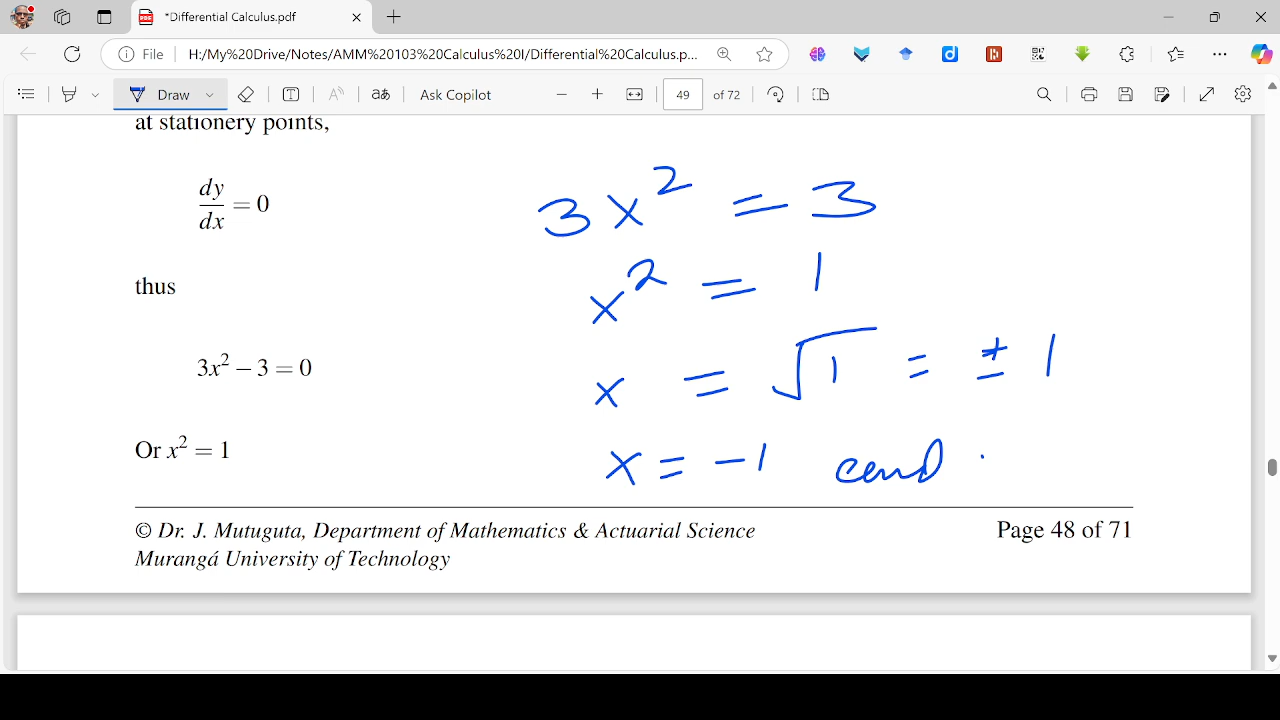 *Differential Calculus.pdf
File H:/My%20Drive/Notes/AMM%20103%20Calculus%20I/Differential%20Calculus.p...
Draw Ask Copilot 49 of 72
at stationery points,
dy/dx = 0
3x² = 3
thus
x² = 1
3x² − 3 = 0
x = √1 = ± 1
Or x² = 1
x = −1 and
© Dr. J. Mutuguta, Department of Mathematics & Actuarial Science Page 48 of 71
Murangá University of Technology